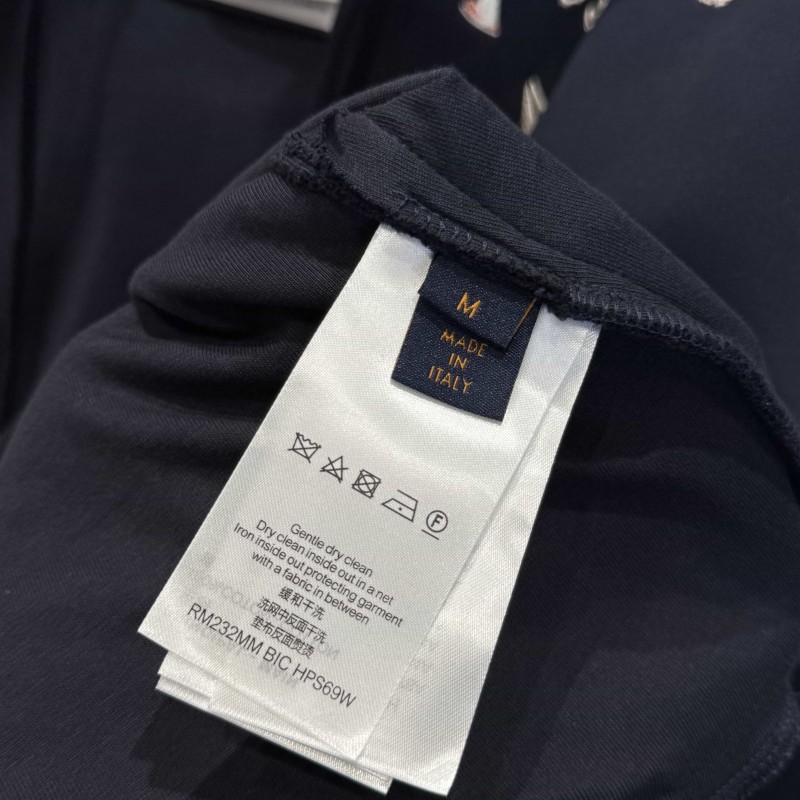 M
MADE
IN
ITALY
F
Gentle dry clean
Dry clean inside out in a net
Iron inside out protecting garment
with a fabric in between
缓和干洗
洗网中反面干洗
垫布反面熨烫
RM232MM BIC HPS69W